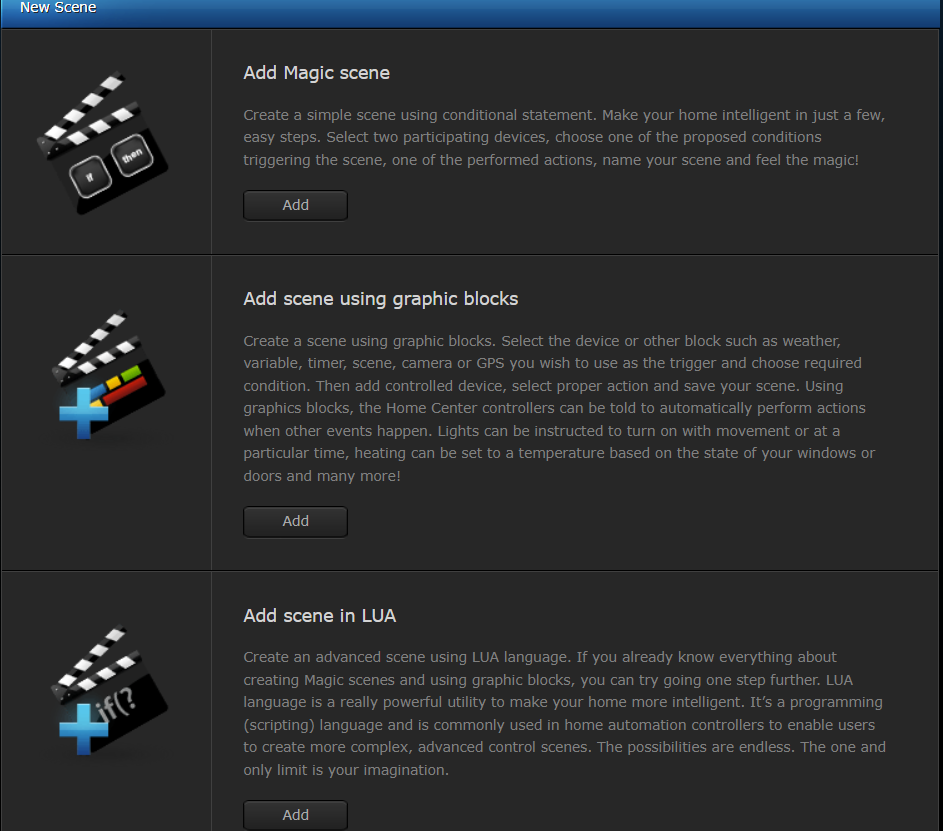 New Scene
Add Magic scene
Create a simple scene using conditional statement. Make your home intelligent in just a few,
easy steps. Select two participating devices, choose one of the proposed conditions
triggering the scene, one of the performed actions, name your scene and feel the magic!
if
then
Add
Add scene using graphic blocks
Create a scene using graphic blocks. Select the device or other block such as weather,
variable, timer, scene, camera or GPS you wish to use as the trigger and choose required
condition. Then add controlled device, select proper action and save your scene. Using
graphics blocks, the Home Center controllers can be told to automatically perform actions
when other events happen. Lights can be instructed to turn on with movement or at a
particular time, heating can be set to a temperature based on the state of your windows or
doors and many more!
Add
Add scene in LUA
Create an advanced scene using LUA language. If you already know everything about
creating Magic scenes and using graphic blocks, you can try going one step further. LUA
language is a really powerful utility to make your home more intelligent. It’s a programming
(scripting) language and is commonly used in home automation controllers to enable users
to create more complex, advanced control scenes. The possibilities are endless. The one and
only limit is your imagination.
if(?
Add